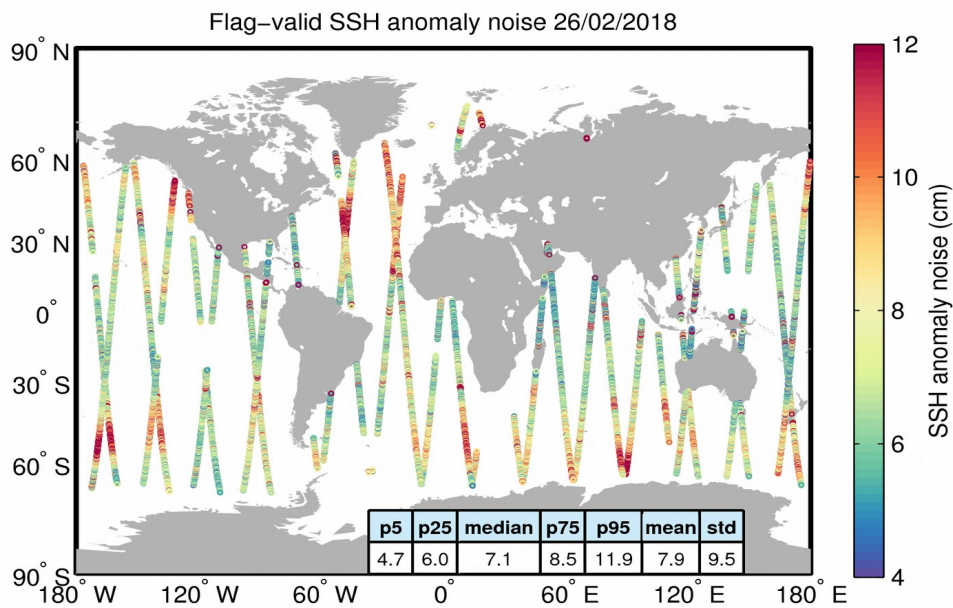 Flag−valid SSH anomaly noise 26/02/2018
90° N
60° N
30° N
0°
30° S
60° S
90° S
180° W
120° W
60° W
0°
60° E
120° E
180° E
12
10
8
6
4
SSH anomaly noise (cm)
p5 p25 median p75 p95 mean std
4.7 6.0 7.1 8.5 11.9 7.9 9.5